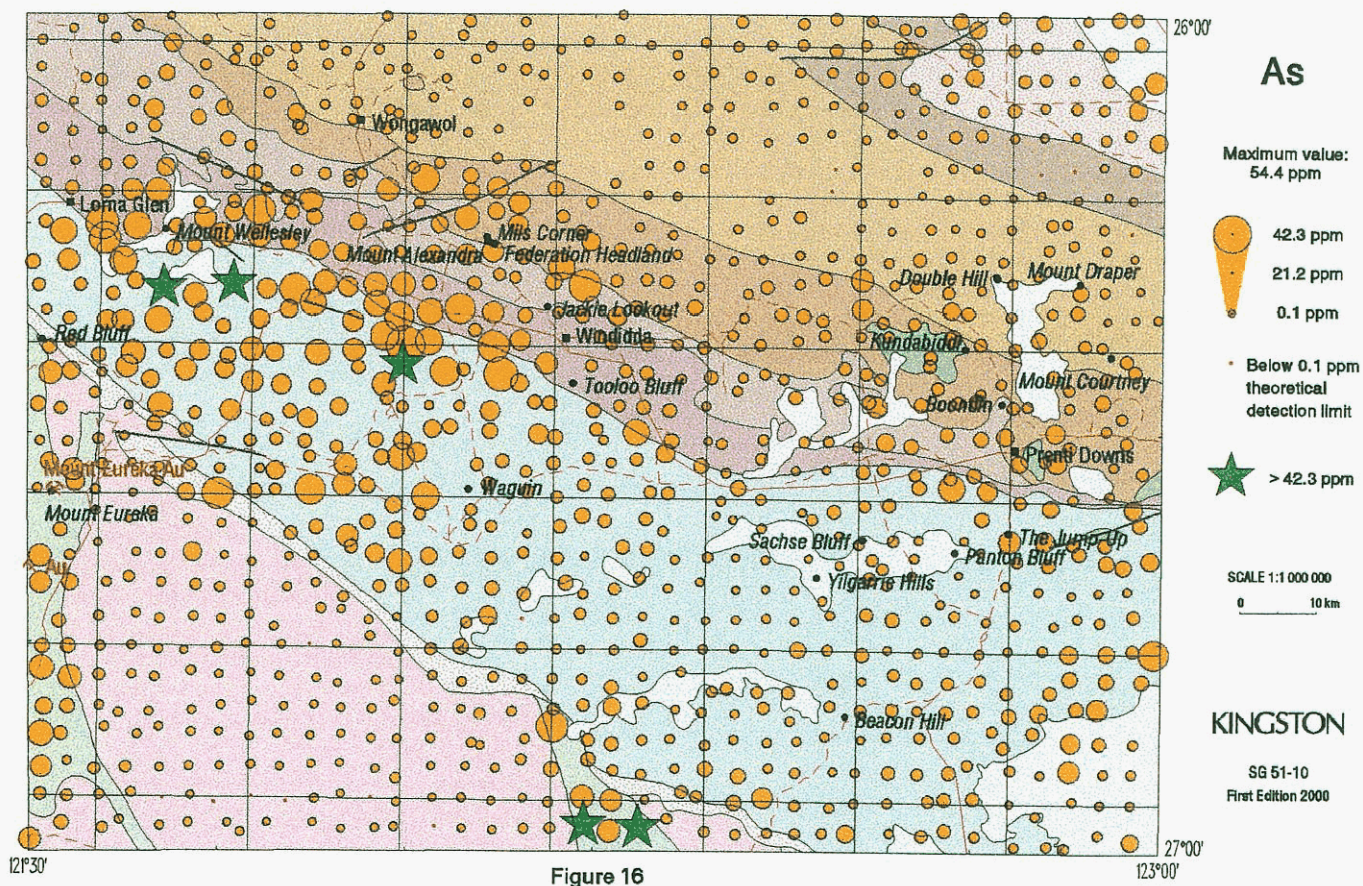 26°00'
As
Maximum value:
54.4 ppm
42.3 ppm
21.2 ppm
0.1 ppm
Below 0.1 ppm
theoretical
detection limit
> 42.3 ppm
SCALE 1:1 000 000
0 10 km
KINGSTON
SG 51-10
First Edition 2000
Wongawol
Lorna Glen
Mount Wellesley
Mils Corner
Mount Alexandra
Federation Headland
Double Hill
Mount Draper
Jackie Lookout
Red Bluff
Windidda
Kundabiddi
Mount Courtney
Tooloo Bluff
Boontin
Prenti Downs
Mount Eureka Au
Waguin
Mount Eureka
Sachse Bluff
The Jump-Up
Panton Bluff
Au
Yilgarrie Hills
Beacon Hill
121°30'
27°00'
123°00'
Figure 16